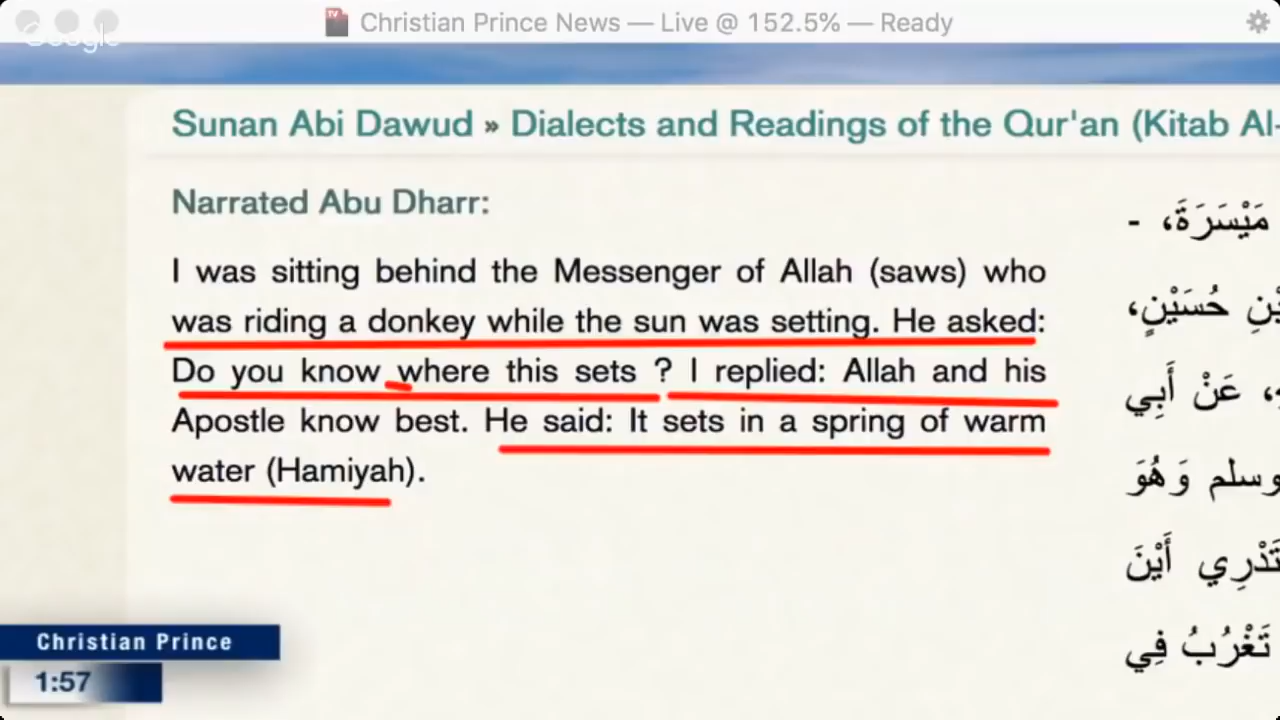 Christian Prince News — Live @ 152.5% — Ready
Google
Sunan Abi Dawud » Dialects and Readings of the Qur'an (Kitab Al-
Narrated Abu Dharr:
I was sitting behind the Messenger of Allah (saws) who
was riding a donkey while the sun was setting. He asked:
Do you know where this sets ? I replied: Allah and his
Apostle know best. He said: It sets in a spring of warm
water (Hamiyah).
مَيْسَرَةَ، -
حُسَيْنٍ،
عَنْ أَبِي
وسلم وَهُوَ
تَدْرِي أَيْنَ
تَغْرُبُ فِي
Christian Prince
1:57